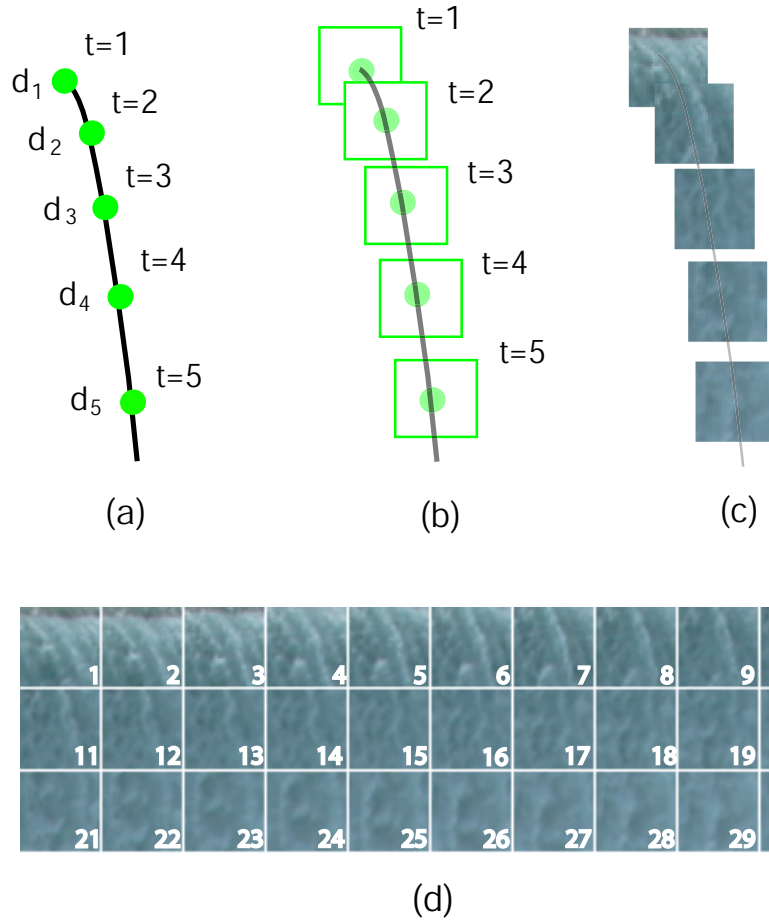 t=1
d1
t=2
d2
t=3
d3
t=4
d4
t=5
d5
(a)
t=1
t=2
t=3
t=4
t=5
(b)
(c)
1 2 3 4 5 6 7 8 9
11 12 13 14 15 16 17 18 19
21 22 23 24 25 26 27 28 29
(d)